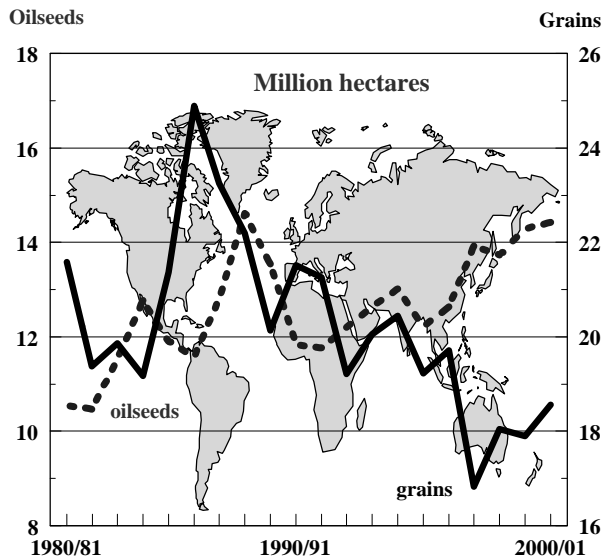 Oilseeds Grains
18 26
Million hectares
16 24
14 22
12 20
oilseeds
10 18
grains
8 16
1980/81 1990/91 2000/01